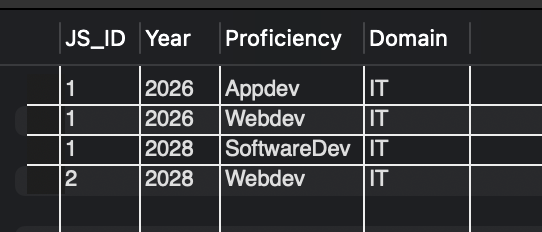 JS_ID Year Proficiency Domain
1 2026 Appdev IT
1 2026 Webdev IT
1 2028 SoftwareDev IT
2 2028 Webdev IT